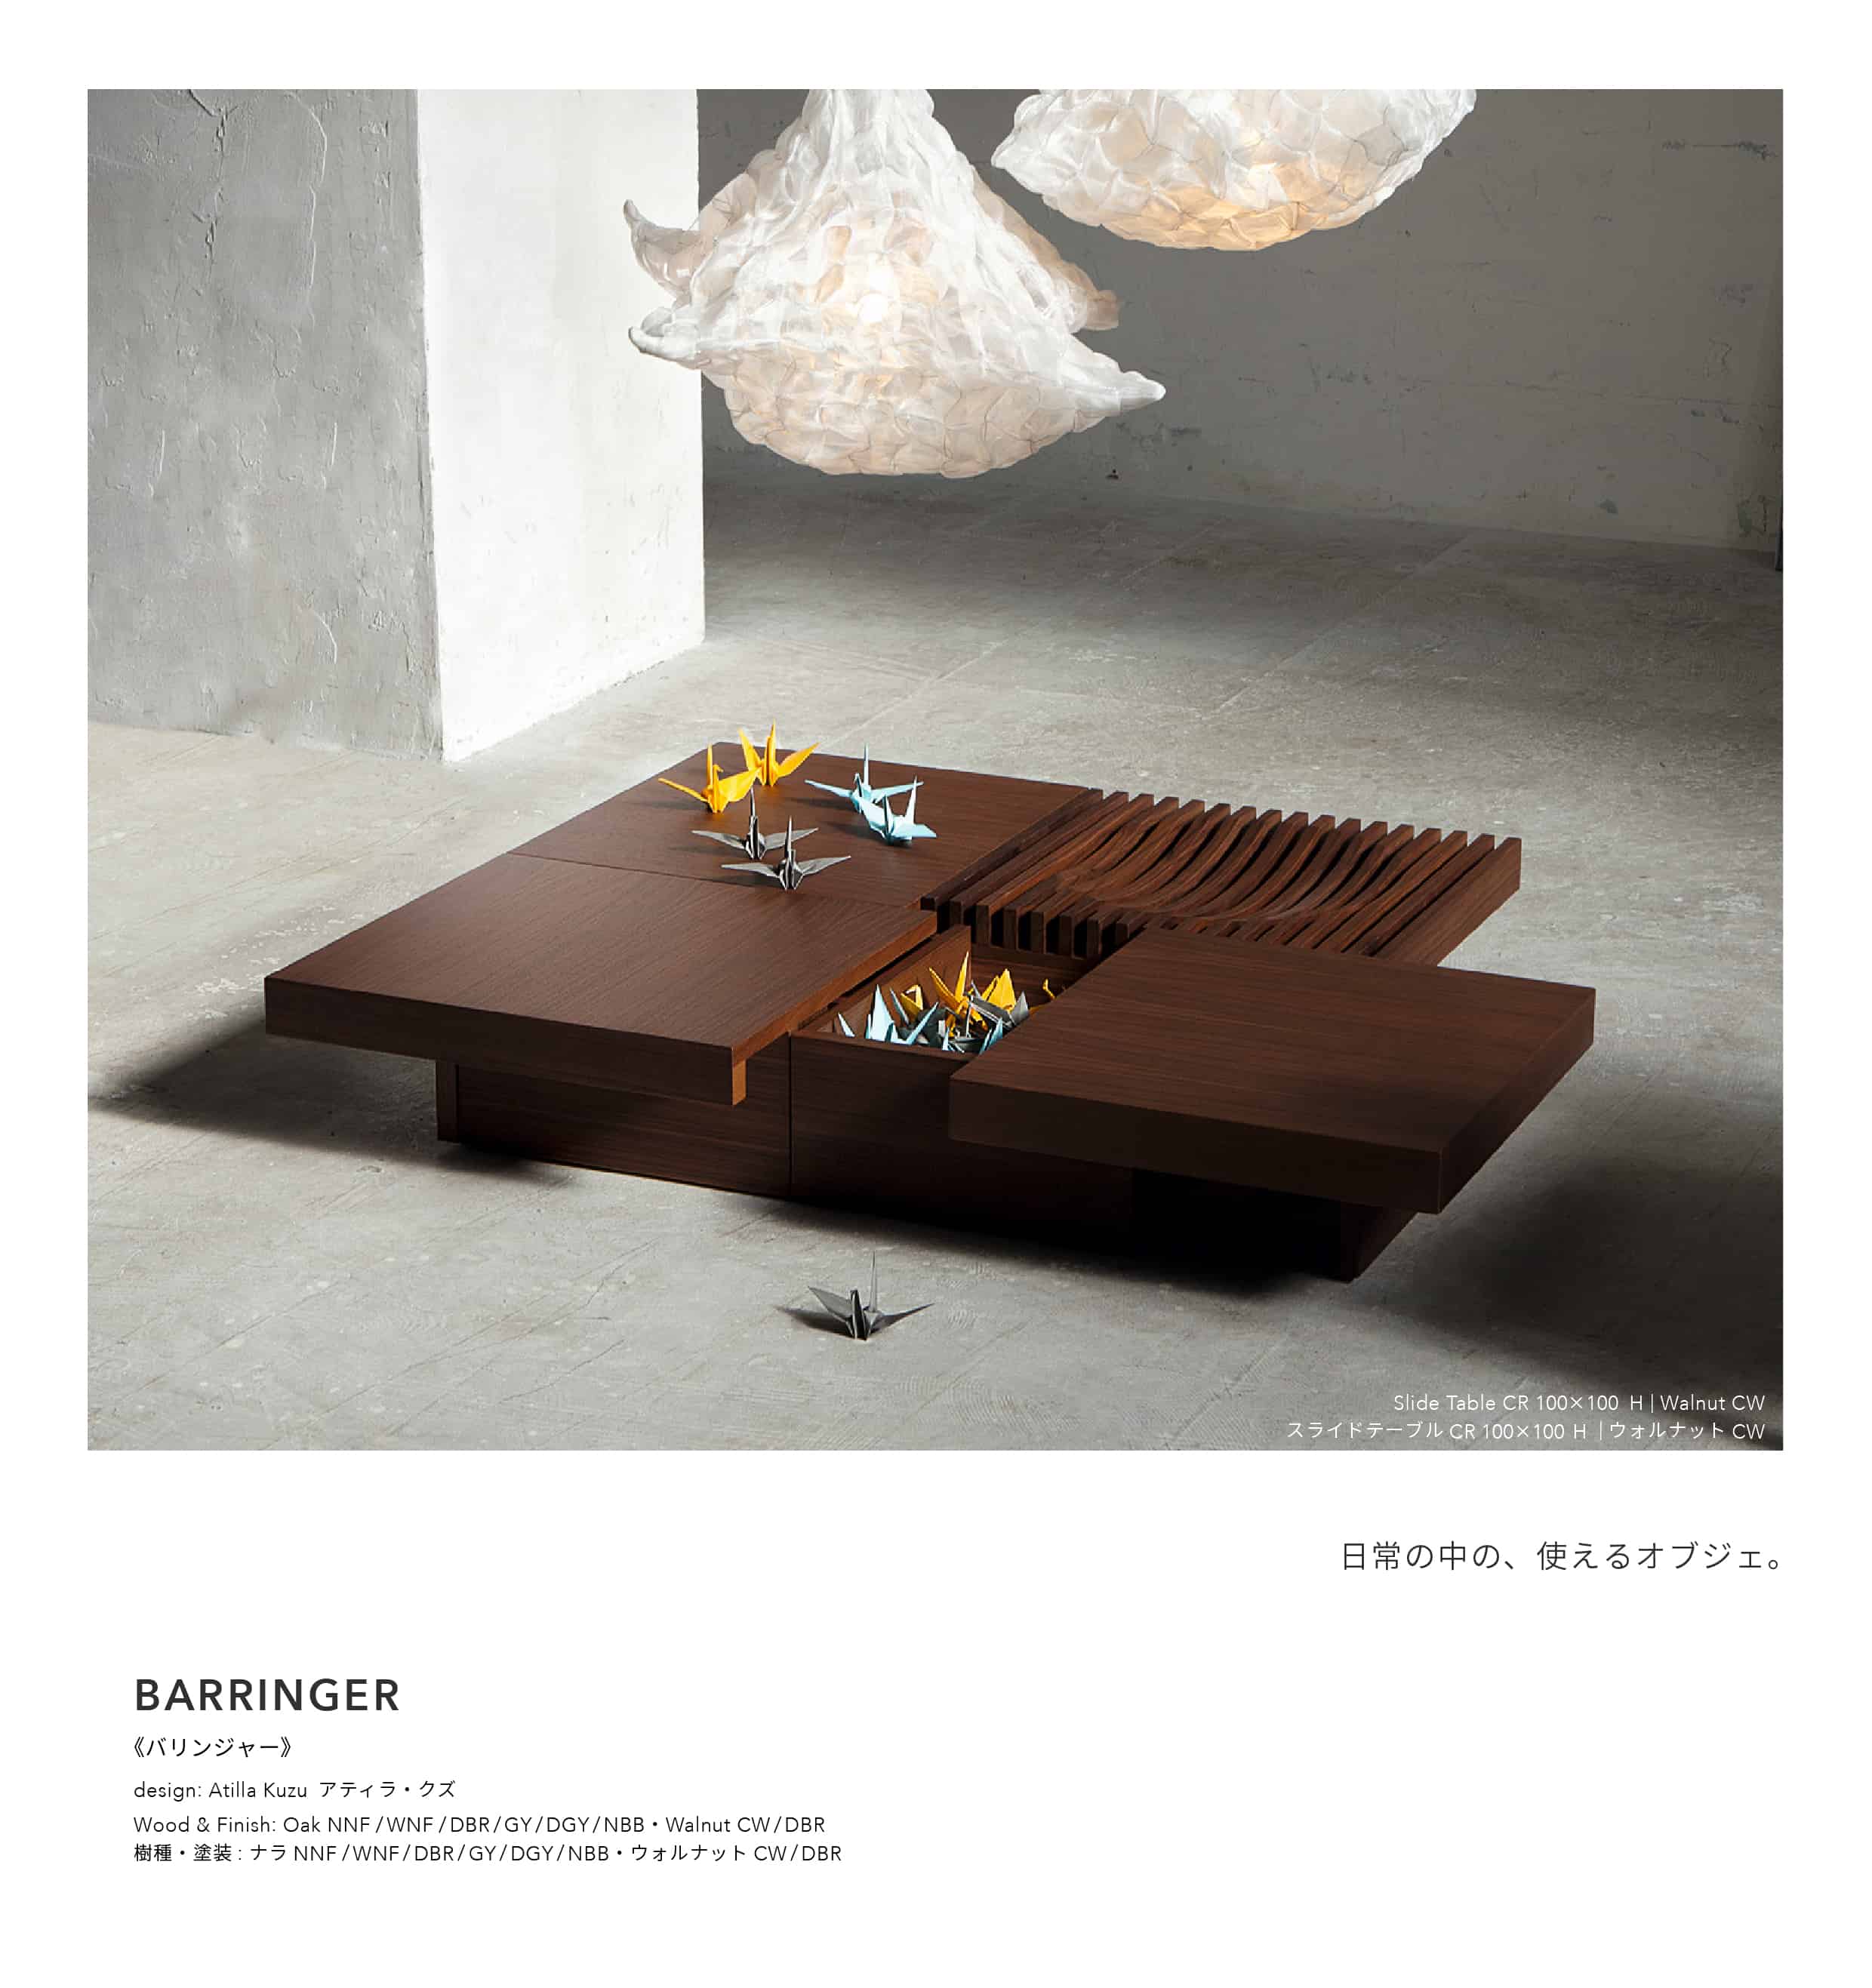 Slide Table CR 100×100 H | Walnut CW
スライドテーブル CR 100×100 H | ウォルナット CW
日常の中の、使えるオブジェ。
BARRINGER
《バリンジャー》
design: Atilla Kuzu アティラ・クズ
Wood & Finish: Oak NNF/WNF/DBR/GY/DGY/NBB・Walnut CW/DBR
樹種・塗装 : ナラ NNF/WNF/DBR/GY/DGY/NBB・ウォルナット CW/DBR